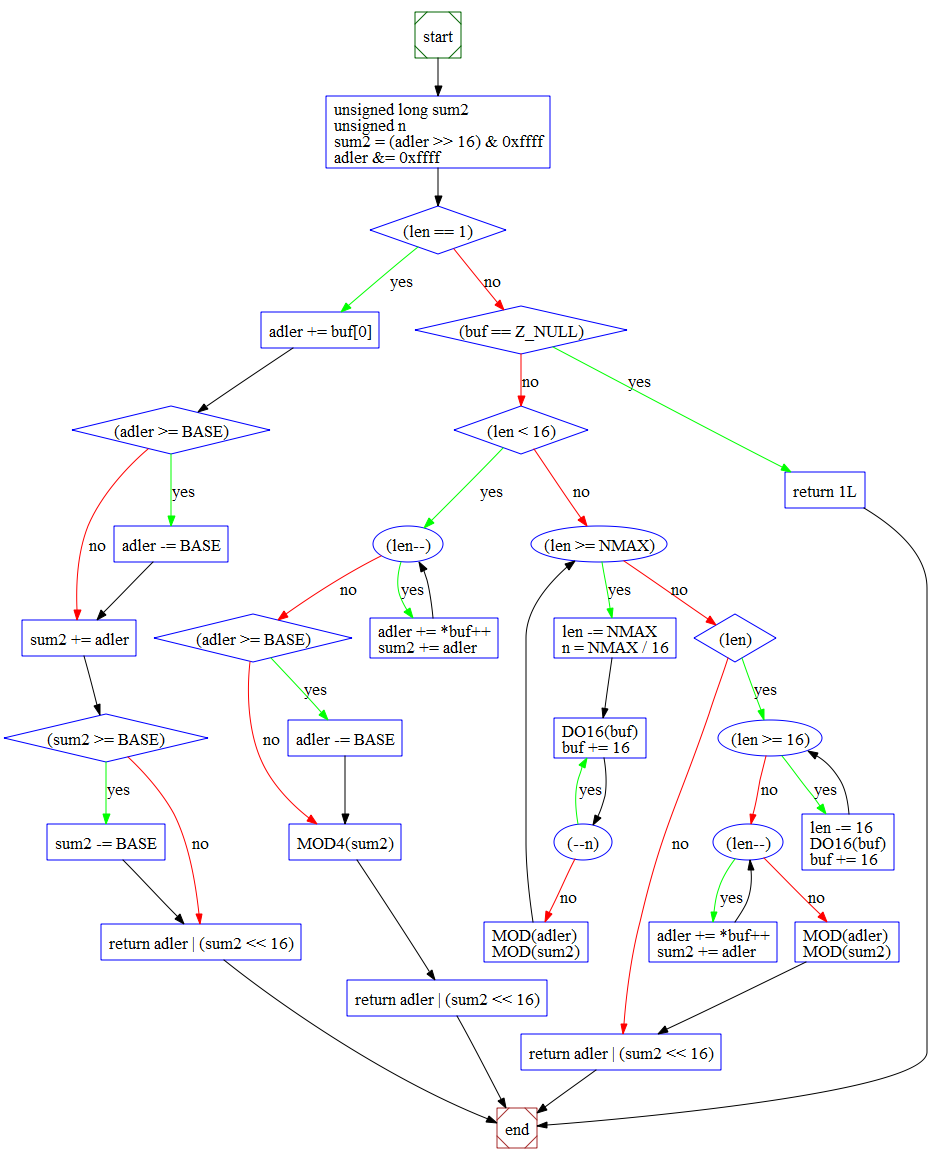 start
unsigned long sum2
unsigned n
sum2 = (adler >> 16) & 0xffff
adler &= 0xffff
(len == 1)
yes
no
adler += buf[0]
(buf == Z_NULL)
no
yes
(adler >= BASE)
(len < 16)
yes
yes
no
return 1L
no
adler -= BASE
(len--)
(len >= NMAX)
no
yes
yes
no
sum2 += adler
(adler >= BASE)
adler += *buf++
sum2 += adler
len -= NMAX
n = NMAX / 16
(len)
yes
yes
(sum2 >= BASE)
no
adler -= BASE
DO16(buf)
buf += 16
(len >= 16)
yes
yes
no
yes
sum2 -= BASE
no
MOD4(sum2)
(--n)
no
(len--)
len -= 16
DO16(buf)
buf += 16
no
yes
no
return adler | (sum2 << 16)
MOD(adler)
MOD(sum2)
adler += *buf++
sum2 += adler
MOD(adler)
MOD(sum2)
return adler | (sum2 << 16)
return adler | (sum2 << 16)
end